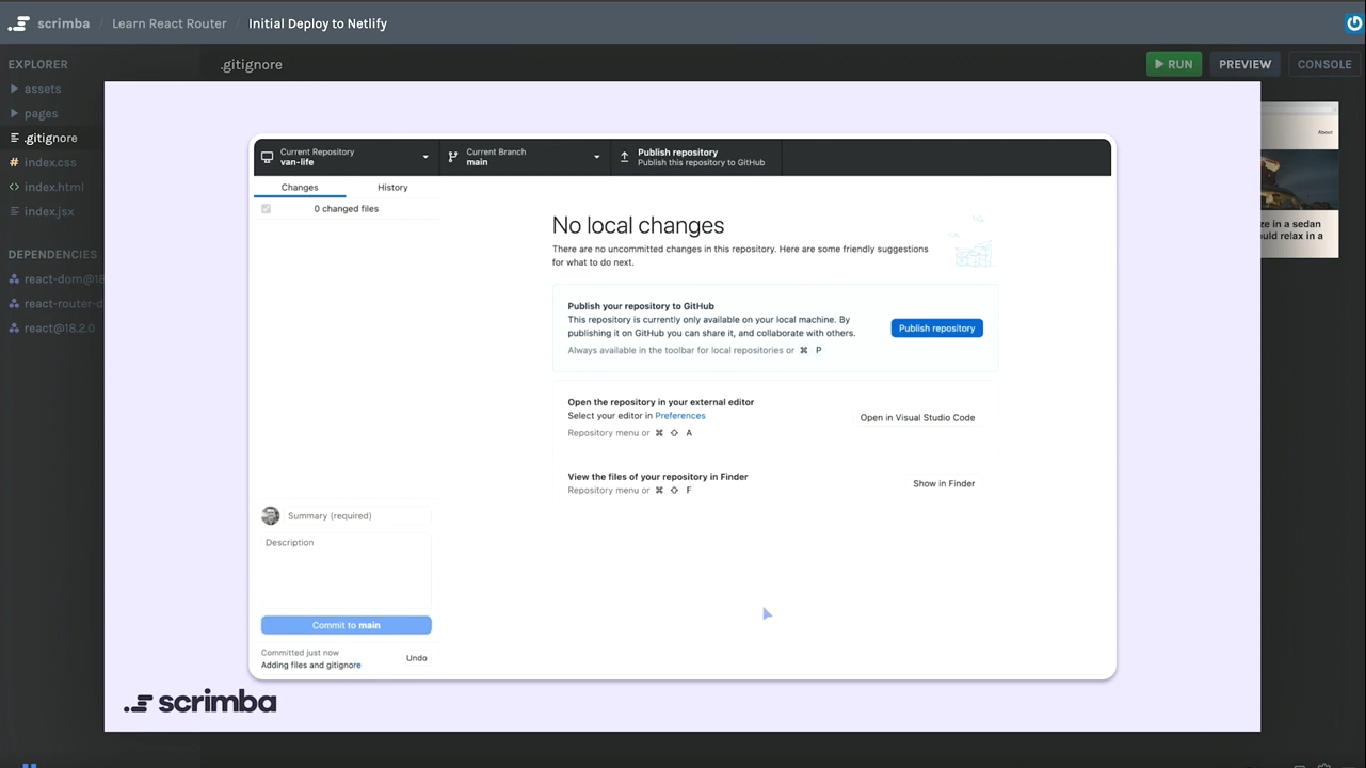 scrimba / Learn React Router / Initial Deploy to Netlify
EXPLORER
.gitignore
RUN
PREVIEW
CONSOLE
assets
pages
.gitignore
index.css
index.html
index.jsx
DEPENDENCIES
react-dom@18
react-router-d
react@18.2.0
Current Repository
van-life
Current Branch
main
Publish repository
Publish this repository to GitHub
Changes
History
0 changed files
No local changes
There are no uncommitted changes in this repository. Here are some friendly suggestions
for what to do next.
Publish your repository to GitHub
This repository is currently only available on your local machine. By
publishing it on GitHub you can share it, and collaborate with others.
Always available in the toolbar for local repositories or ⌘ P
Publish repository
Open the repository in your external editor
Select your editor in Preferences
Repository menu or ⌘ ⇧ A
Open in Visual Studio Code
View the files of your repository in Finder
Repository menu or ⌘ ⇧ F
Show in Finder
Summary (required)
Description
Commit to main
Committed just now
Adding files and gitignore
Undo
scrimba
About
ze in a sedan
ould relax in a